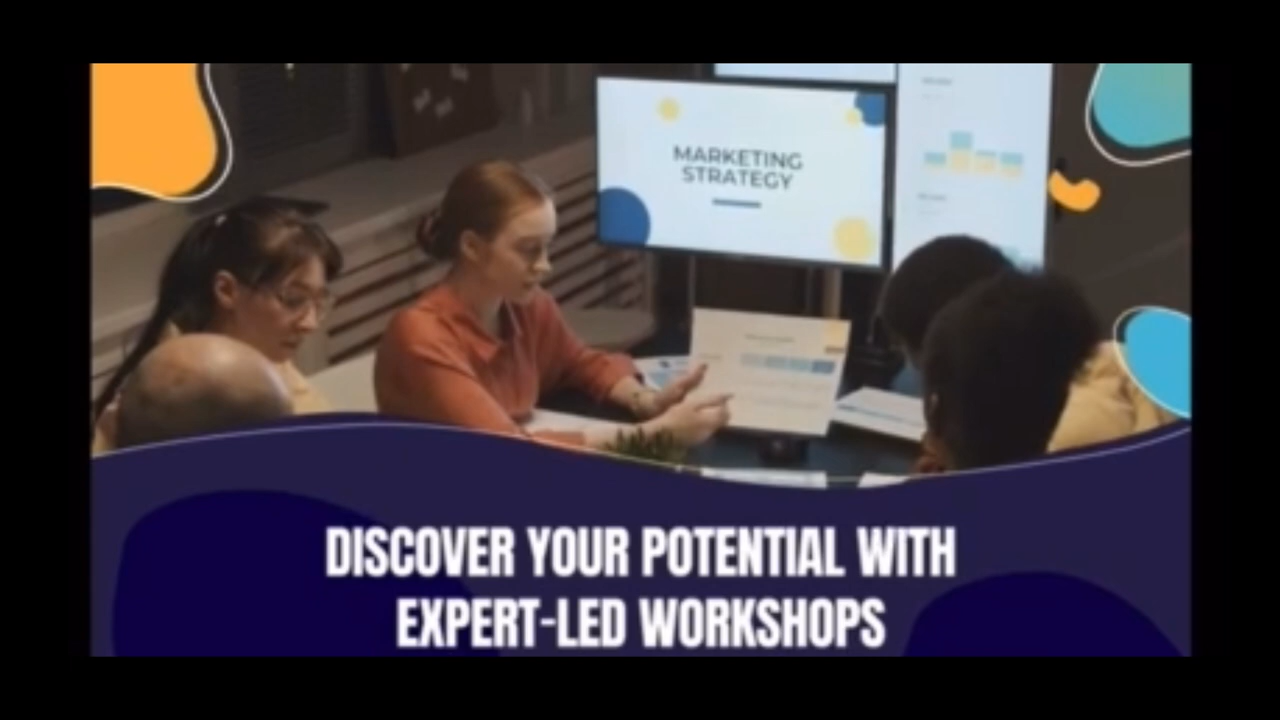 MARKETING
STRATEGY
DISCOVER YOUR POTENTIAL WITH
EXPERT-LED WORKSHOPS